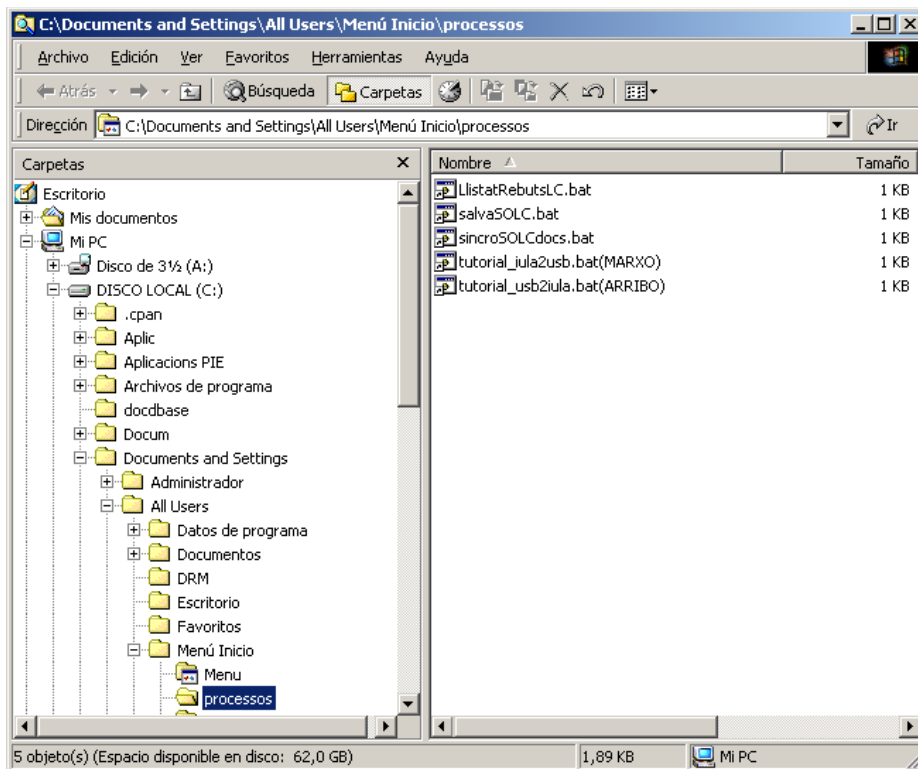 C:\Documents and Settings\All Users\Menú Inicio\processos
Archivo Edición Ver Favoritos Herramientas Ayuda
Atrás Búsqueda Carpetas
Dirección C:\Documents and Settings\All Users\Menú Inicio\processos Ir
Carpetas
Escritorio
Mis documentos
Mi PC
Disco de 3½ (A:)
DISCO LOCAL (C:)
.cpan
Aplic
Aplicacions PIE
Archivos de programa
docdbase
Docum
Documents and Settings
Administrador
All Users
Datos de programa
Documentos
DRM
Escritorio
Favoritos
Menú Inicio
Menu
processos
Nombre Tamaño
LlistatRebutsLC.bat 1 KB
salvaSOLC.bat 1 KB
sincroSOLCdocs.bat 1 KB
tutorial_iula2usb.bat(MARXO) 1 KB
tutorial_usb2iula.bat(ARRIBO) 1 KB
5 objeto(s) (Espacio disponible en disco: 62,0 GB) 1,89 KB Mi PC